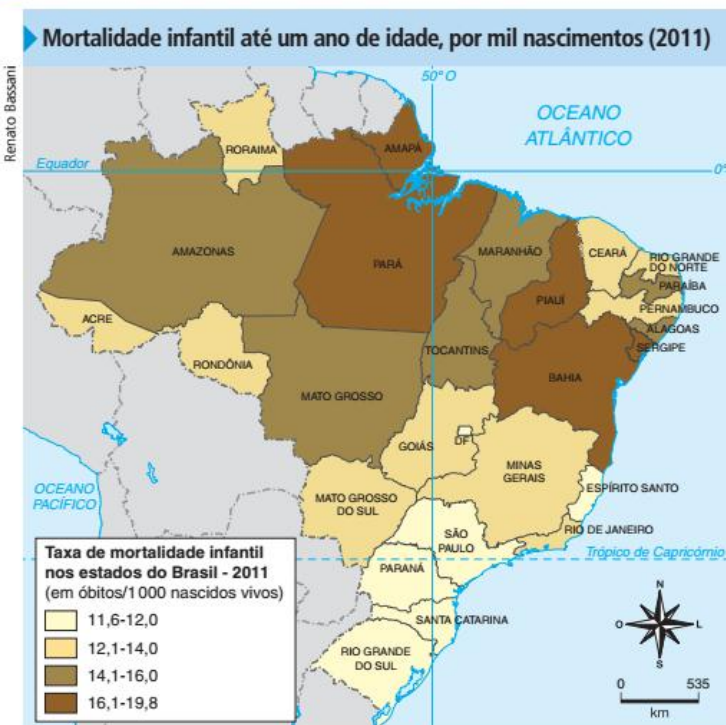 Mortalidade infantil até um ano de idade, por mil nascimentos (2011)
Renato Bassani
50° O
OCEANO
ATLÂNTICO
Equador
0°
RORAIMA
AMAPÁ
AMAZONAS
PARÁ
MARANHÃO
CEARÁ
RIO GRANDE
DO NORTE
PARAÍBA
PIAUÍ
PERNAMBUCO
ACRE
ALAGOAS
SERGIPE
RONDÔNIA
TOCANTINS
BAHIA
MATO GROSSO
GOIÁS
DF
MINAS
GERAIS
OCEANO
PACÍFICO
MATO GROSSO
DO SUL
ESPÍRITO SANTO
SÃO
PAULO
RIO DE JANEIRO
Trópico de Capricórnio
PARANÁ
SANTA CATARINA
RIO GRANDE
DO SUL
Taxa de mortalidade infantil
nos estados do Brasil - 2011
(em óbitos/1 000 nascidos vivos)
11,6-12,0
12,1-14,0
14,1-16,0
16,1-19,8
N
O
L
S
0 535
km